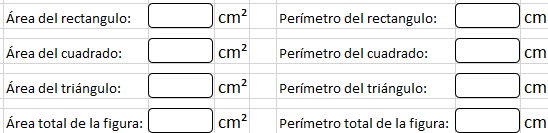 Área del rectangulo: cm² Perímetro del rectangulo: cm
Área del cuadrado: cm² Perímetro del cuadrado: cm
Área del triángulo: cm² Perímetro del triángulo: cm
Área total de la figura: cm² Perímetro total de la figura: cm